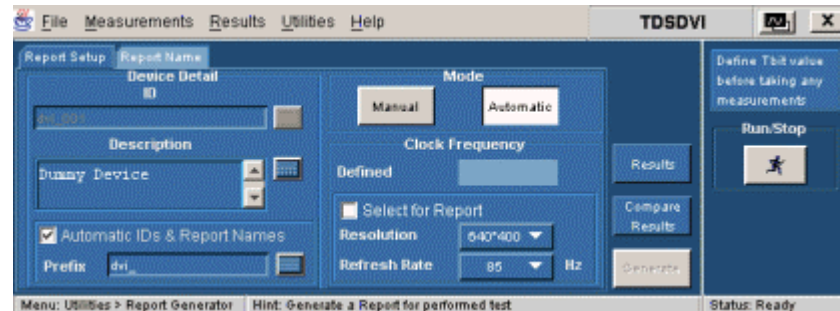 File Measurements Results Utilities Help TDSDVI
Report Setup Report Name
Device Detail
ID
dvi_001
Description
Dummy Device
Automatic IDs & Report Names
Prefix dvi_
Mode
Manual Automatic
Clock Frequency
Defined
Select for Report
Resolution 640*400
Refresh Rate 85 Hz
Results
Compare
Results
Generate
Define Tbit value
before taking any
measurements
Run/Stop
Menu: Utilities > Report Generator Hint: Generate a Report for performed test Status: Ready